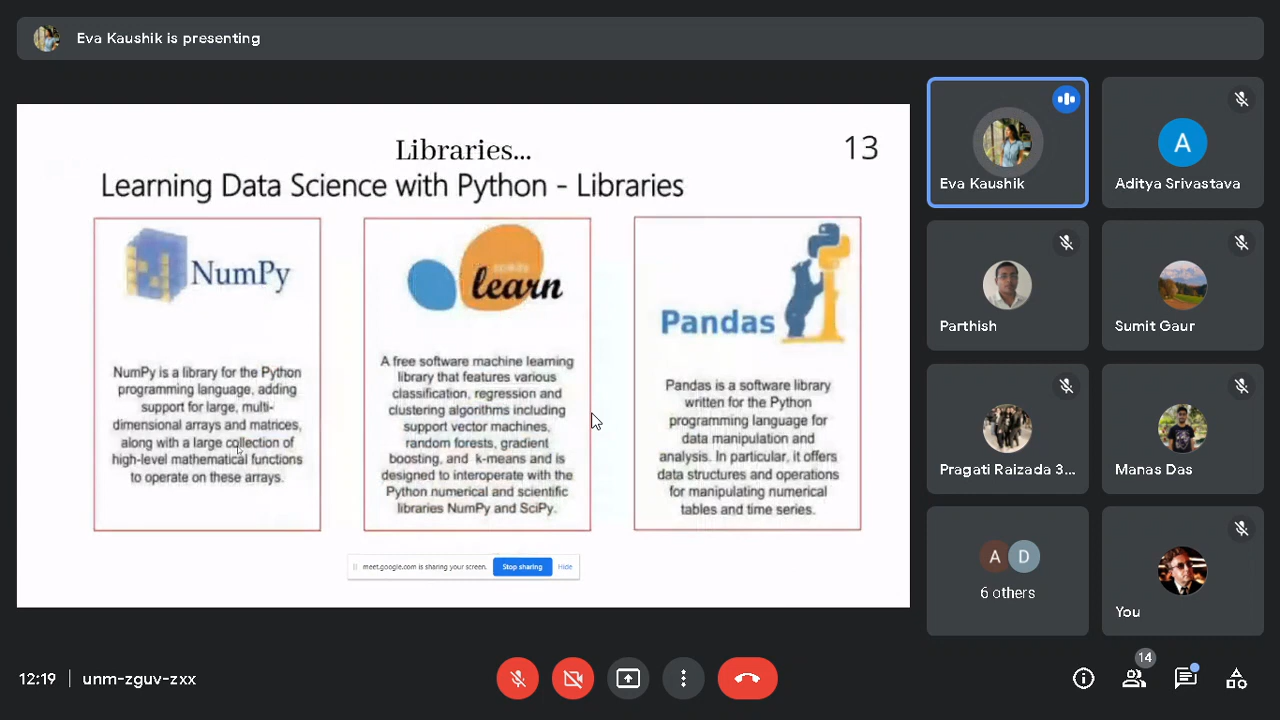 Eva Kaushik is presenting
Libraries...
13
Learning Data Science with Python - Libraries
NumPy
NumPy is a library for the Python
programming language, adding
support for large, multi-
dimensional arrays and matrices,
along with a large collection of
high-level mathematical functions
to operate on these arrays.
learn
A free software machine learning
library that features various
classification, regression and
clustering algorithms including
support vector machines,
random forests, gradient
boosting, and k-means and is
designed to interoperate with the
Python numerical and scientific
libraries NumPy and SciPy.
Pandas
Pandas is a software library
written for the Python
programming language for
data manipulation and
analysis. In particular, it offers
data structures and operations
for manipulating numerical
tables and time series.
meet.google.com is sharing your screen.
Stop sharing
Hide
Eva Kaushik
A
Aditya Srivastava
Parthish
Sumit Gaur
Pragati Raizada 3...
Manas Das
A D
6 others
You
12:19 | unm-zguv-zxx
14